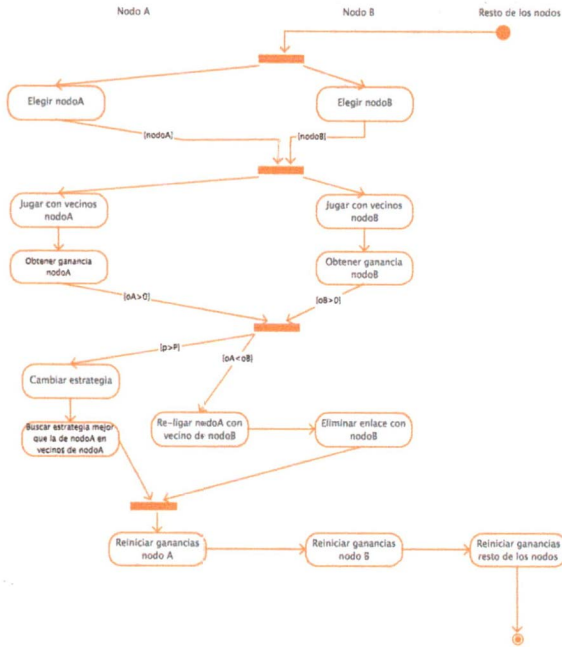 Nodo A Nodo B Resto de los nodos
Elegir nodoA Elegir nodoB
[nodoA] [nodoB]
Jugar con vecinos
nodoA
Jugar con vecinos
nodoB
Obtener ganancia
nodoA
Obtener ganancia
nodoB
[oA>0] [oB>0]
[p>P]
[oA<oB]
Cambiar estrategia
Buscar estrategia mejor
que la de nodoA en
vecinos de nodoA
Re-ligar nodoA con
vecino de nodoB
Eliminar enlace con
nodoB
Reiniciar ganancias
nodo A
Reiniciar ganancias
nodo B
Reiniciar ganancias
resto de los nodos